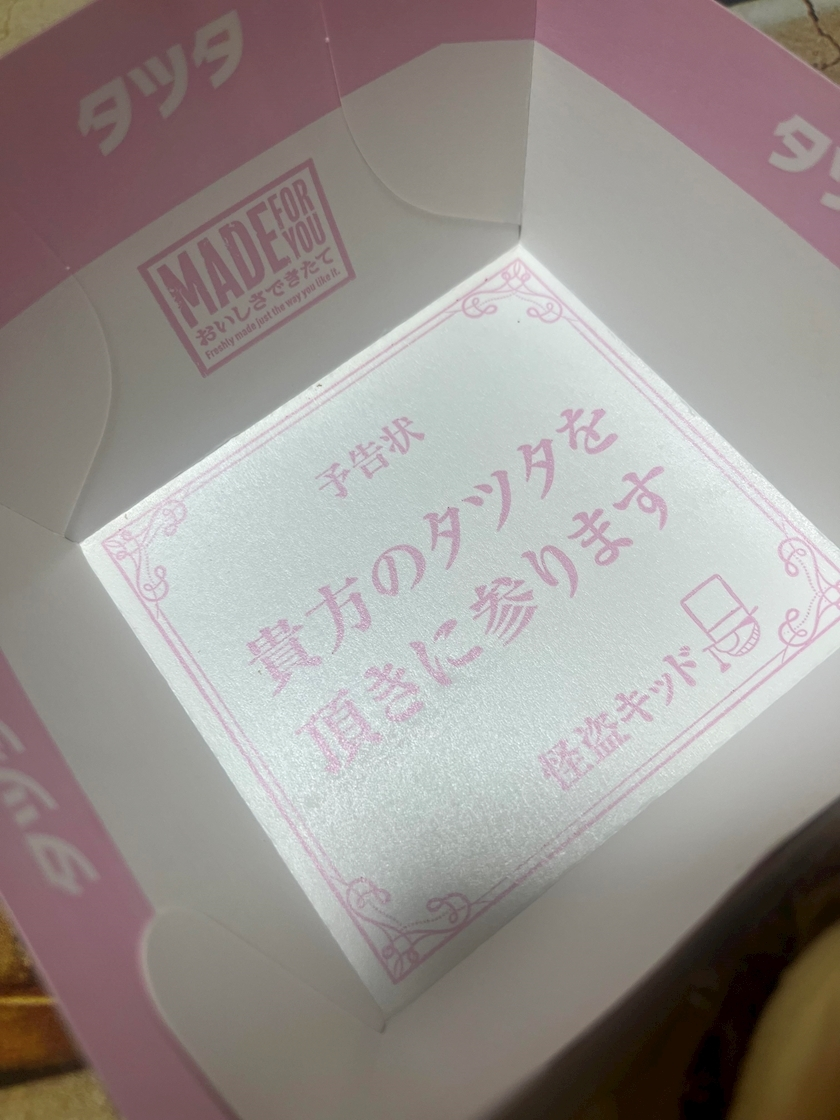 タツタ
タツ
MADE FOR YOU
おいしさできたて
Freshly made just the way you like it.
予告状
貴方のタツタを
頂きに参ります
怪盗キッド